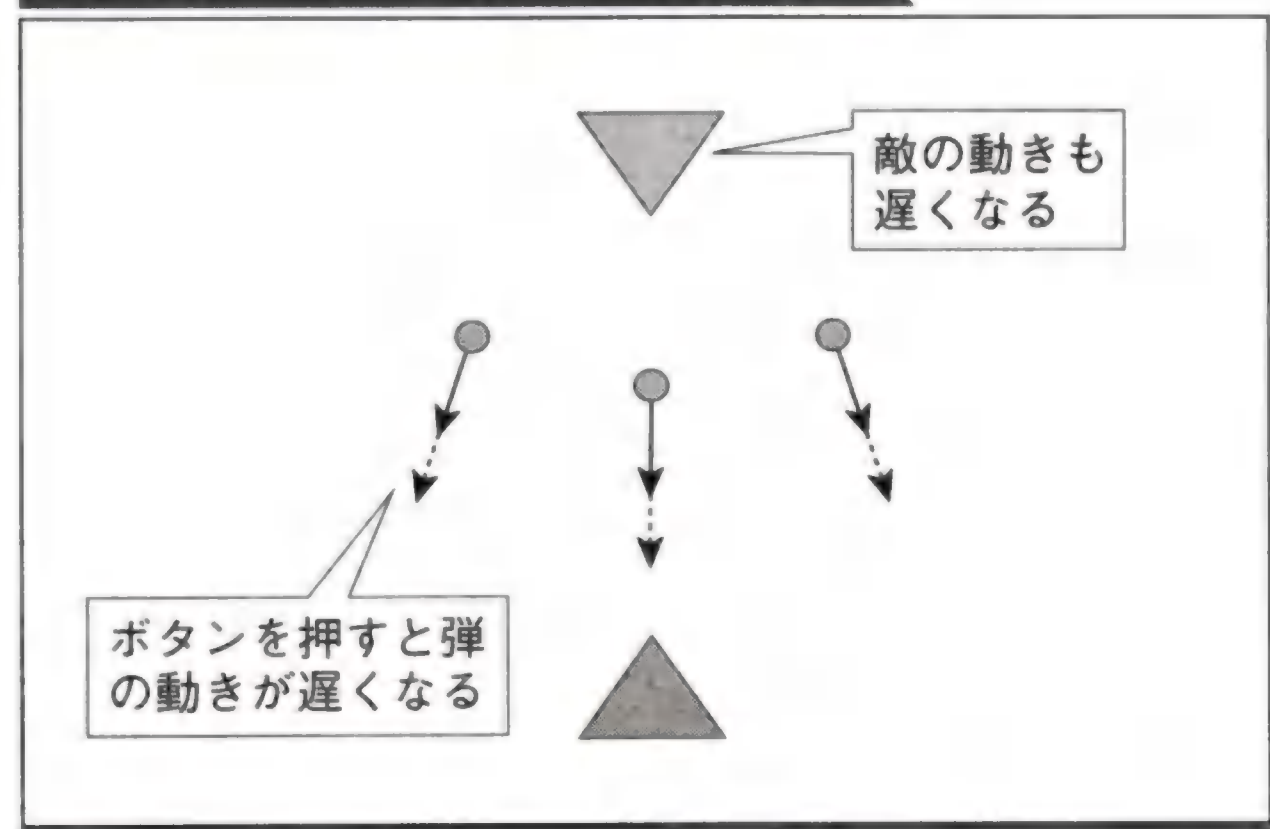 敵の動きも
遅くなる
ボタンを押すと弾
の動きが遅くなる